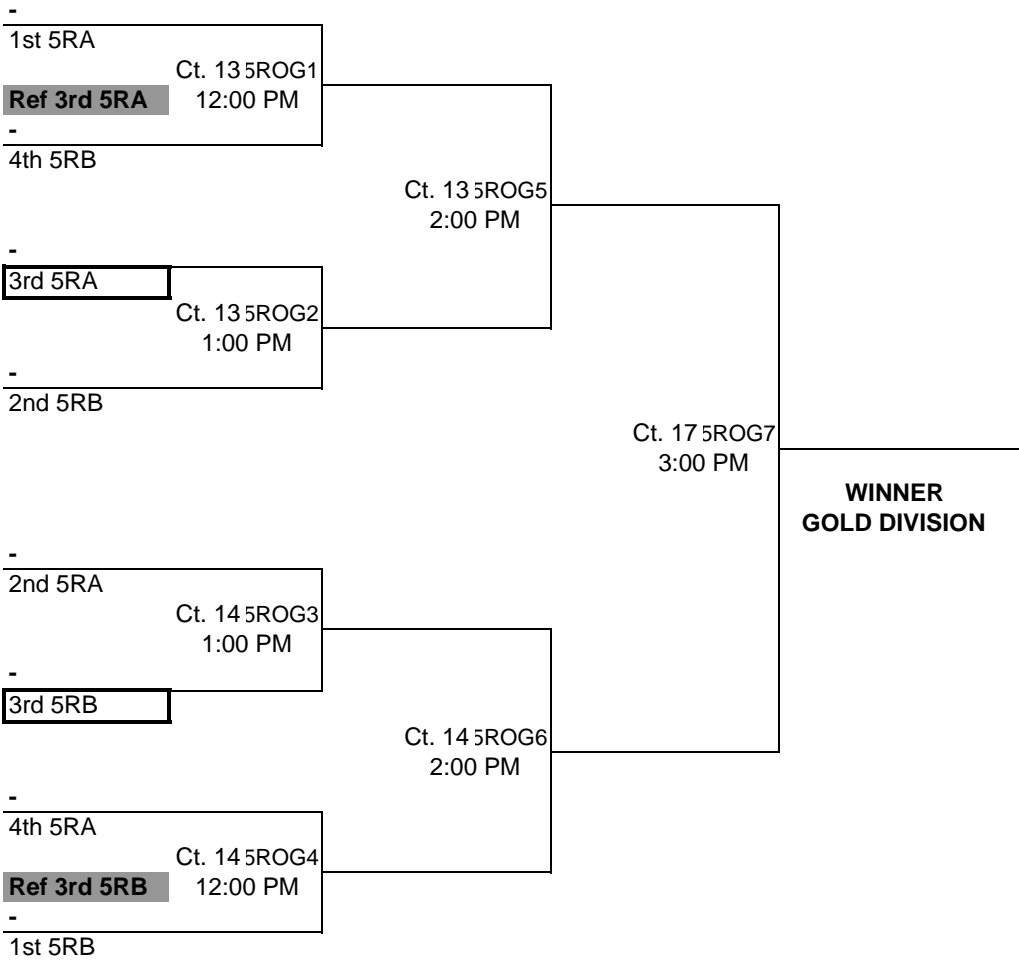 -
1st 5RA
Ct. 13 5ROG1
Ref 3rd 5RA 12:00 PM
-
4th 5RB
Ct. 13 5ROG5
2:00 PM
-
3rd 5RA
Ct. 13 5ROG2
1:00 PM
-
2nd 5RB
Ct. 17 5ROG7
3:00 PM
WINNER
GOLD DIVISION
-
2nd 5RA
Ct. 14 5ROG3
1:00 PM
-
3rd 5RB
Ct. 14 5ROG6
2:00 PM
-
4th 5RA
Ct. 14 5ROG4
Ref 3rd 5RB 12:00 PM
-
1st 5RB